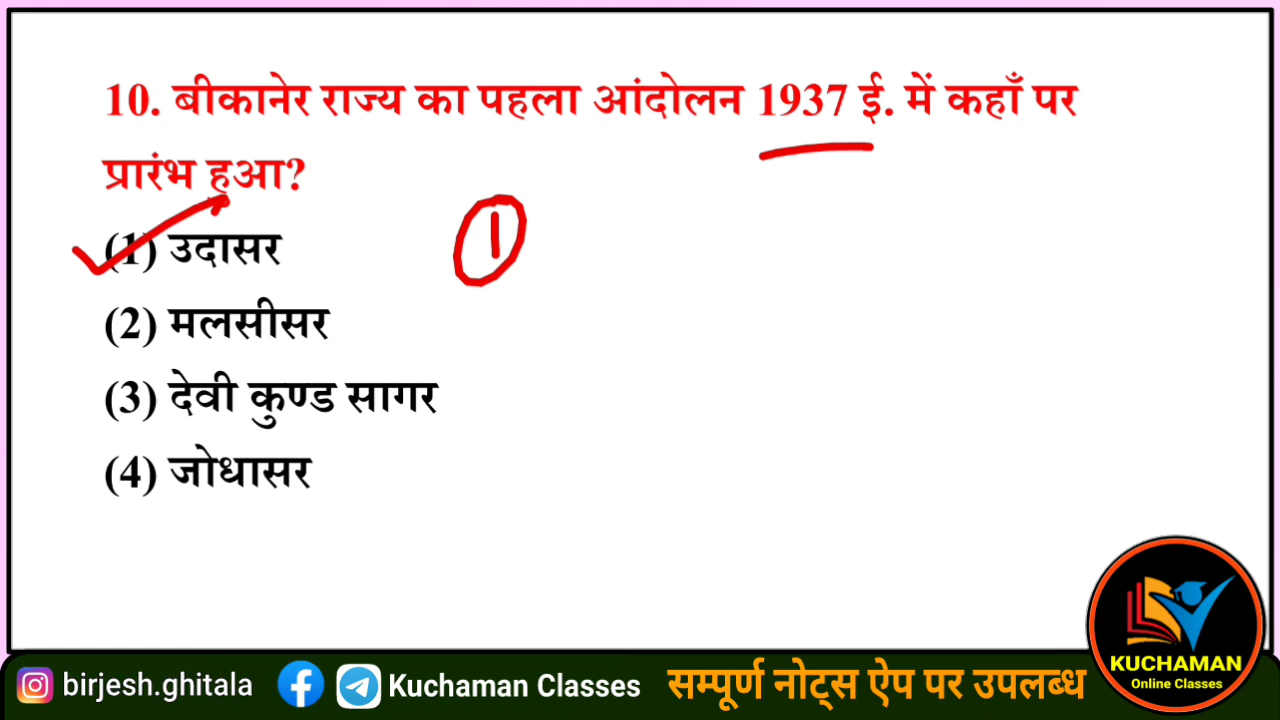 10. बीकानेर राज्य का पहला आंदोलन 1937 ई. में कहाँ पर
प्रारंभ हुआ?
(1) उदासर
1
(2) मलसीसर
(3) देवी कुण्ड सागर
(4) जोधासर
KUCHAMAN
Online Classes
birjesh.ghitala
Kuchaman Classes
सम्पूर्ण नोट्स ऐप पर उपलब्ध